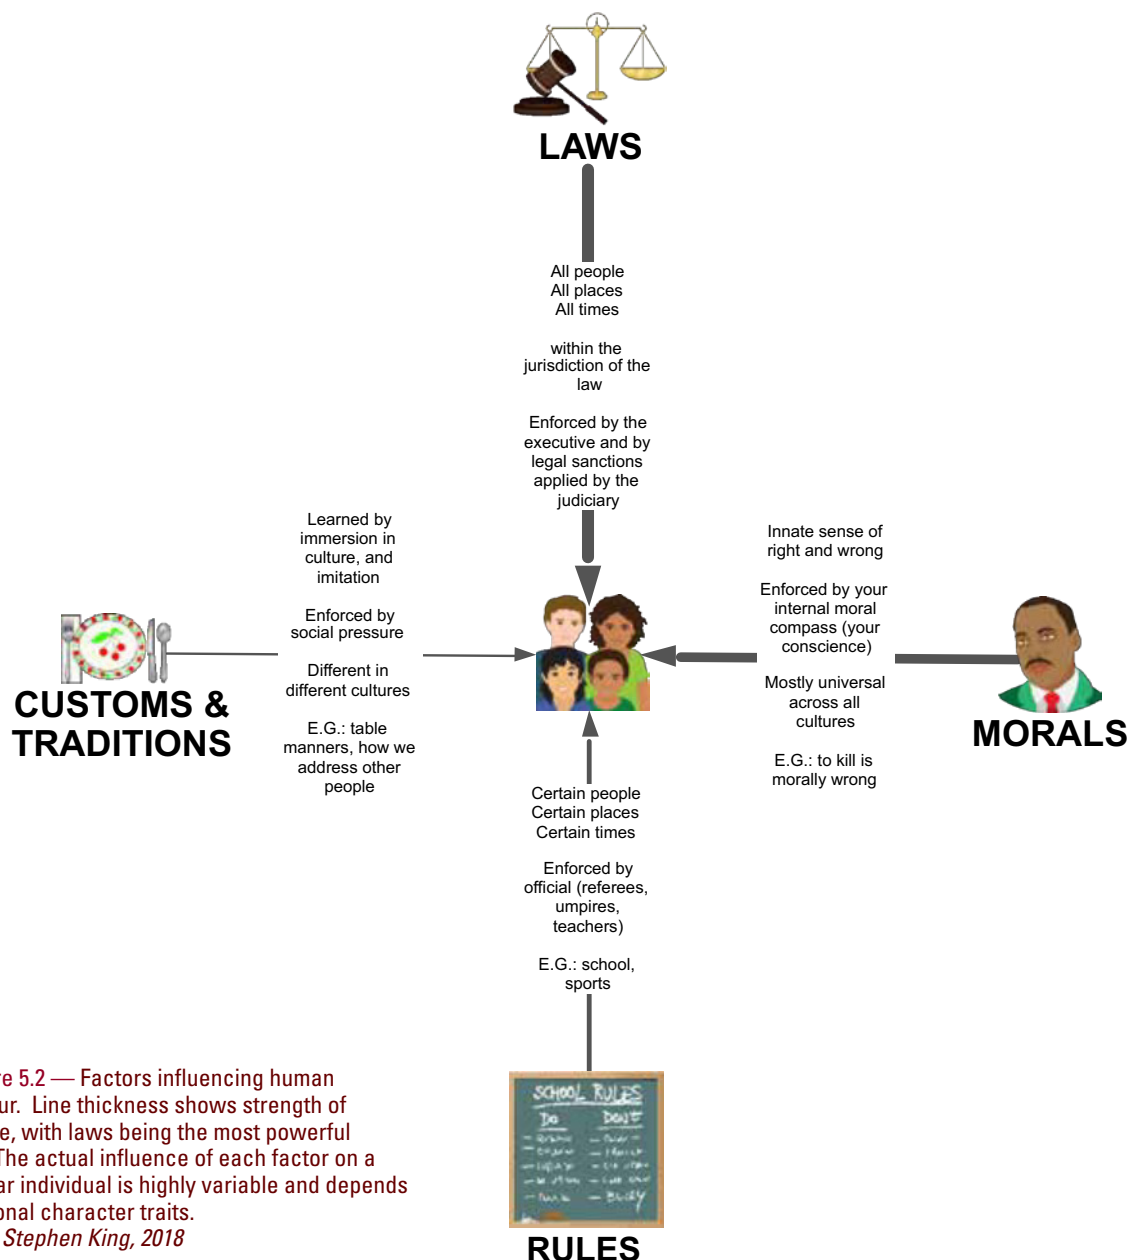 LAWS
All people
All places
All times
within the
jurisdiction of the
law
Enforced by the
executive and by
legal sanctions
applied by the
judiciary
Learned by
immersion in
culture, and
imitation
Enforced by
social pressure
Different in
different cultures
E.G.: table
manners, how we
address other
people
CUSTOMS &
TRADITIONS
Innate sense of
right and wrong
Enforced by your
internal moral
compass (your
conscience)
Mostly universal
across all
cultures
E.G.: to kill is
morally wrong
MORALS
Certain people
Certain places
Certain times
Enforced by
official (referees,
umpires,
teachers)
E.G.: school,
sports
SCHOOL RULES
DO DON'T
RULES
re 5.2 — Factors influencing human
ur. Line thickness shows strength of
e, with laws being the most powerful
The actual influence of each factor on a
ar individual is highly variable and depends
onal character traits.
Stephen King, 2018